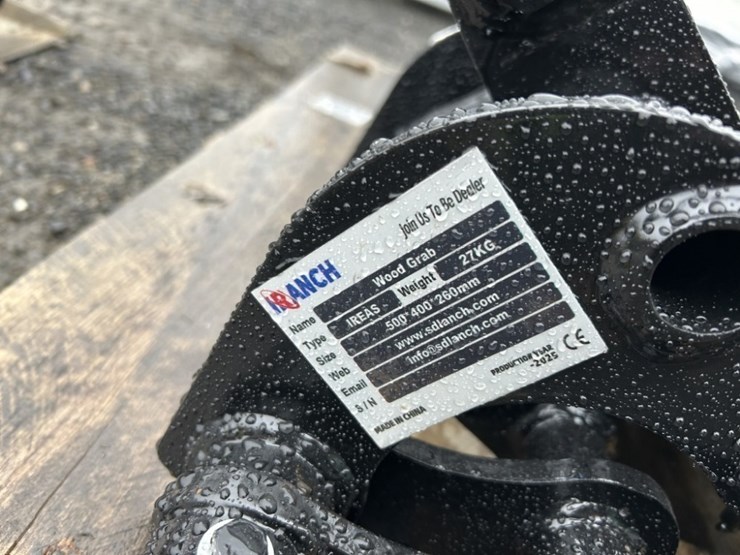 Join Us To Be Dealer
IRANCH
Name Wood Grab
Type IREAS Weight 27KG
Size 500*400*260mm
Web www.sdlanch.com
Email info@sdlanch.com
S/N
MADE IN CHINA
PRODUCTION YEAR
-2025
CE